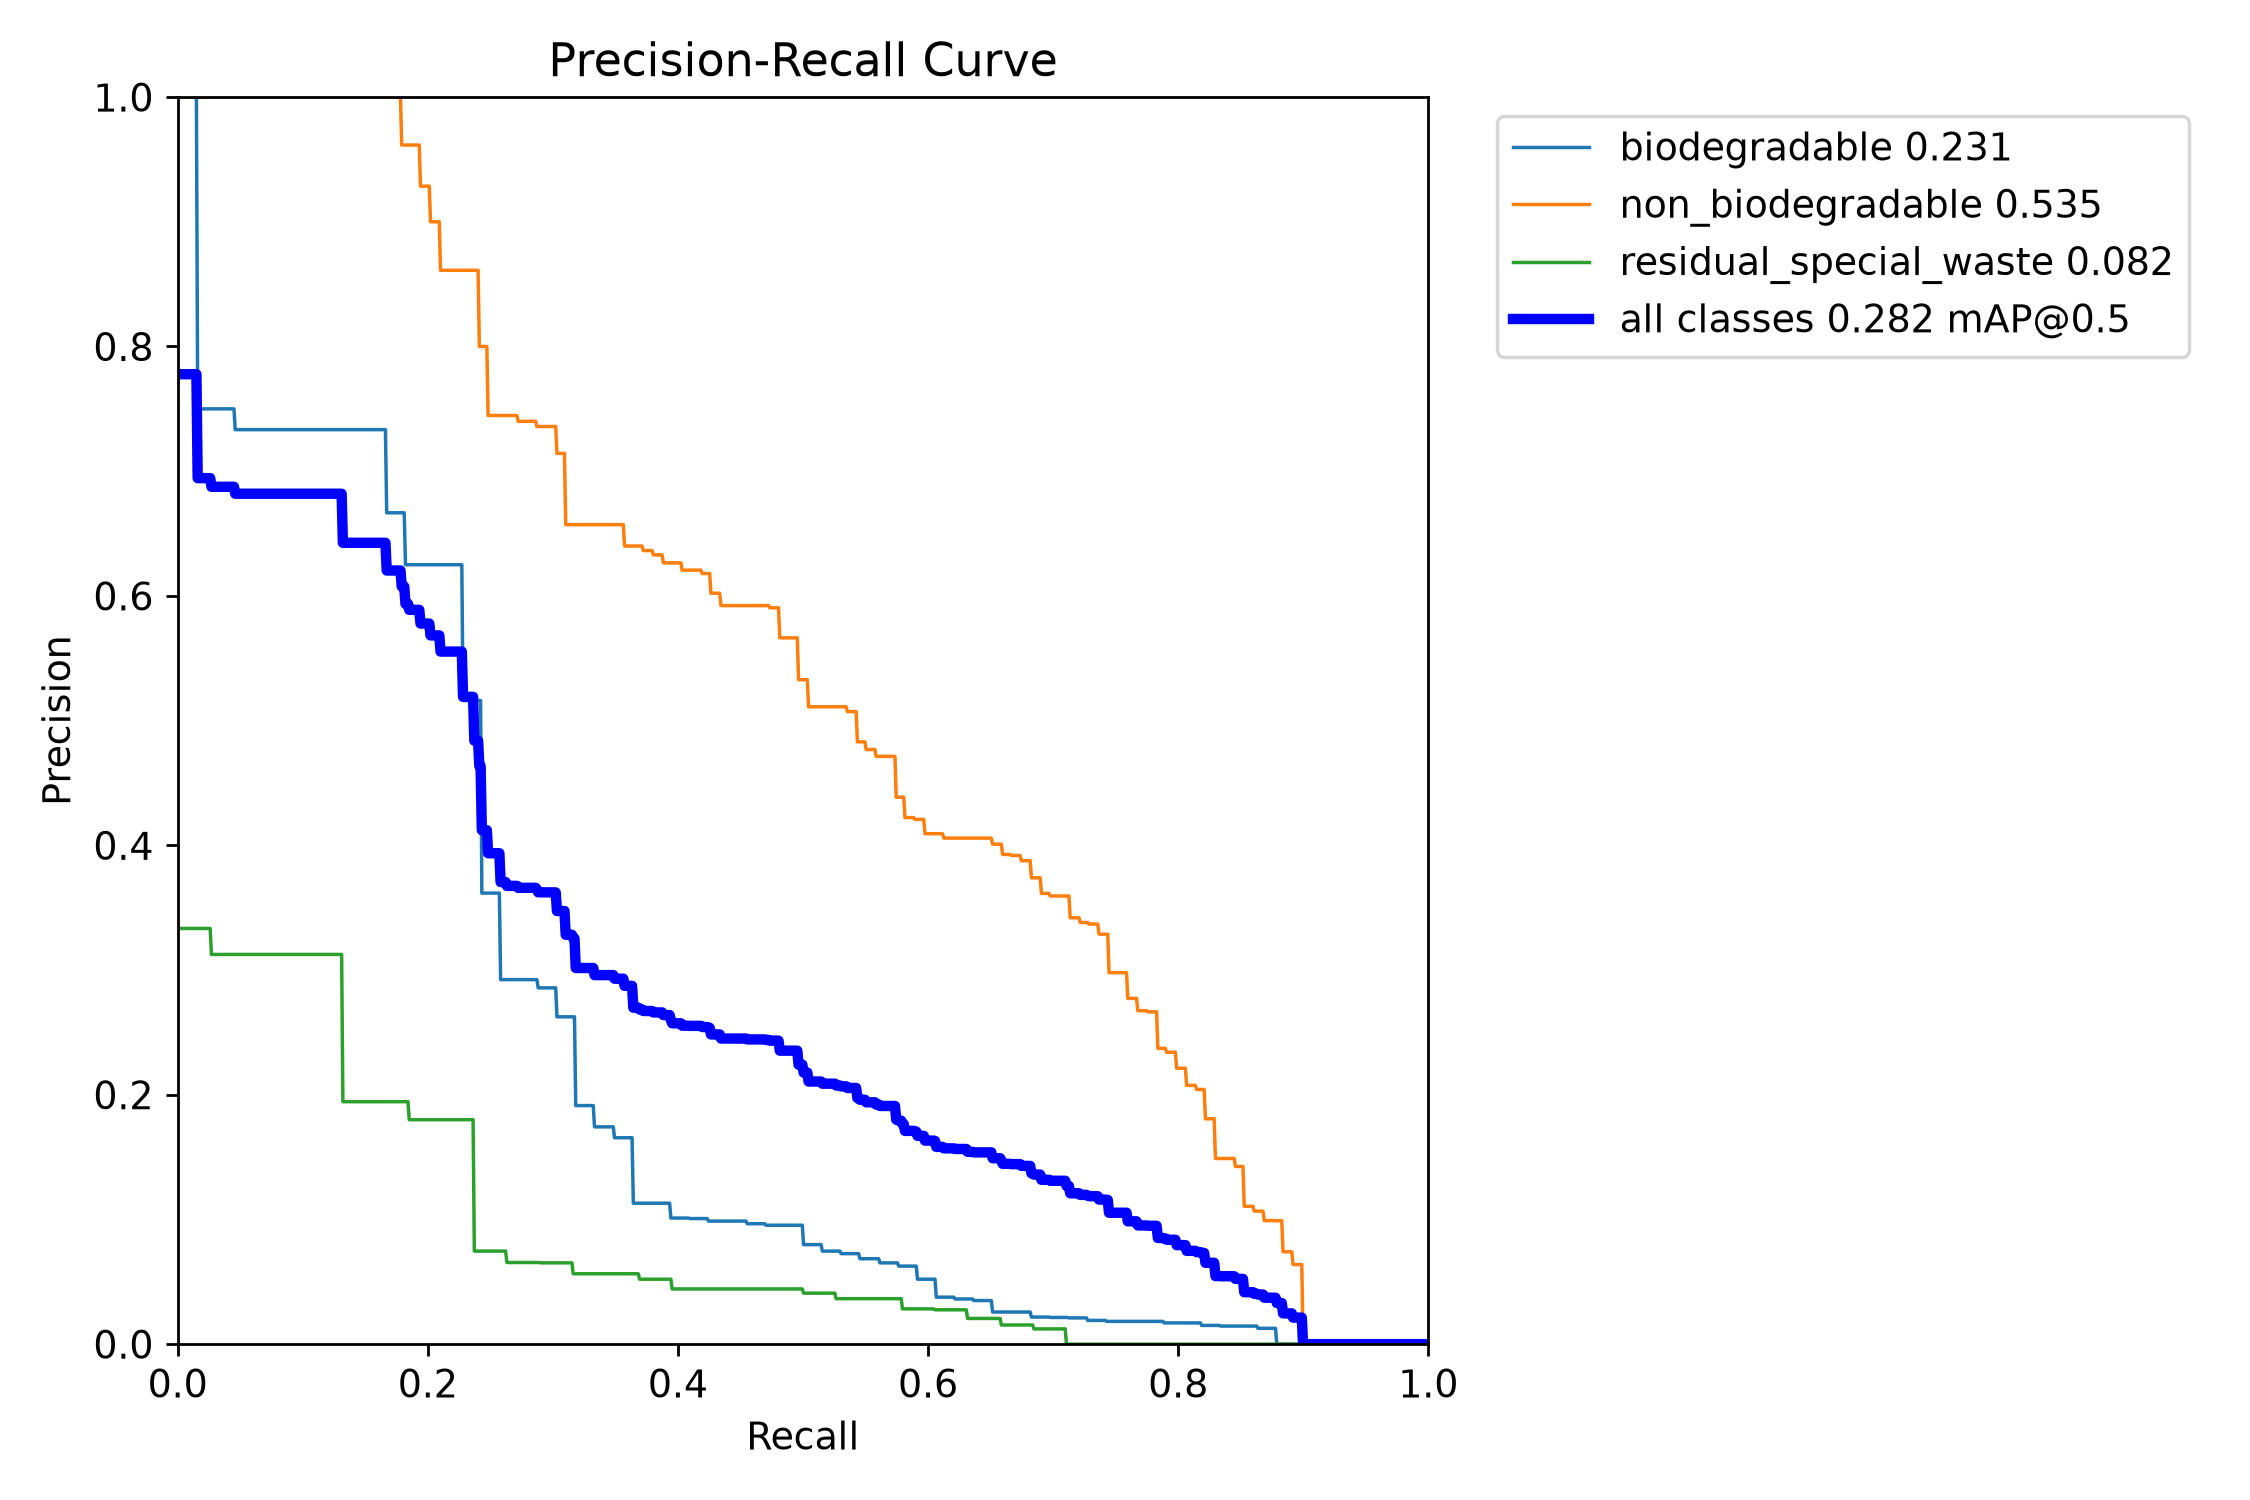 Precision-Recall Curve
1.0
0.8
0.6
0.4
0.2
0.0
Precision
0.0 0.2 0.4 0.6 0.8 1.0
Recall
biodegradable 0.231
non_biodegradable 0.535
residual_special_waste 0.082
all classes 0.282 mAP@0.5